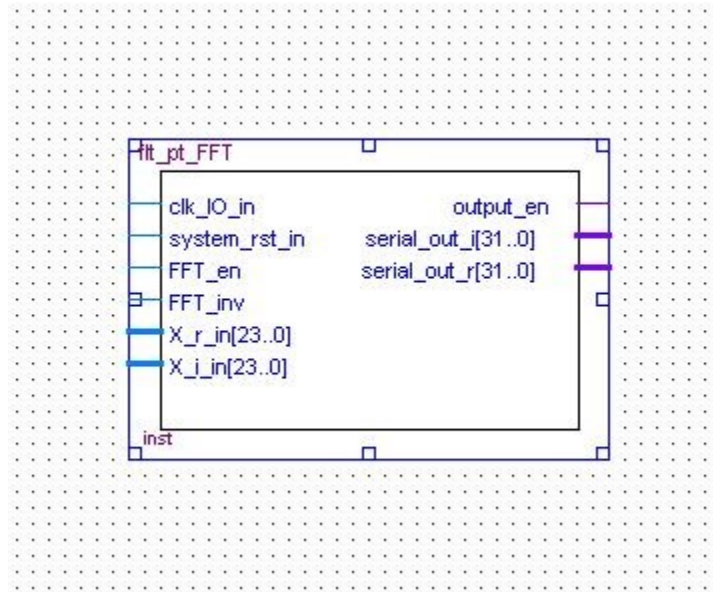 flt_pt_FFT
clk_IO_in
output_en
system_rst_in
serial_out_i[31..0]
FFT_en
serial_out_r[31..0]
FFT_inv
X_r_in[23..0]
X_i_in[23..0]
inst